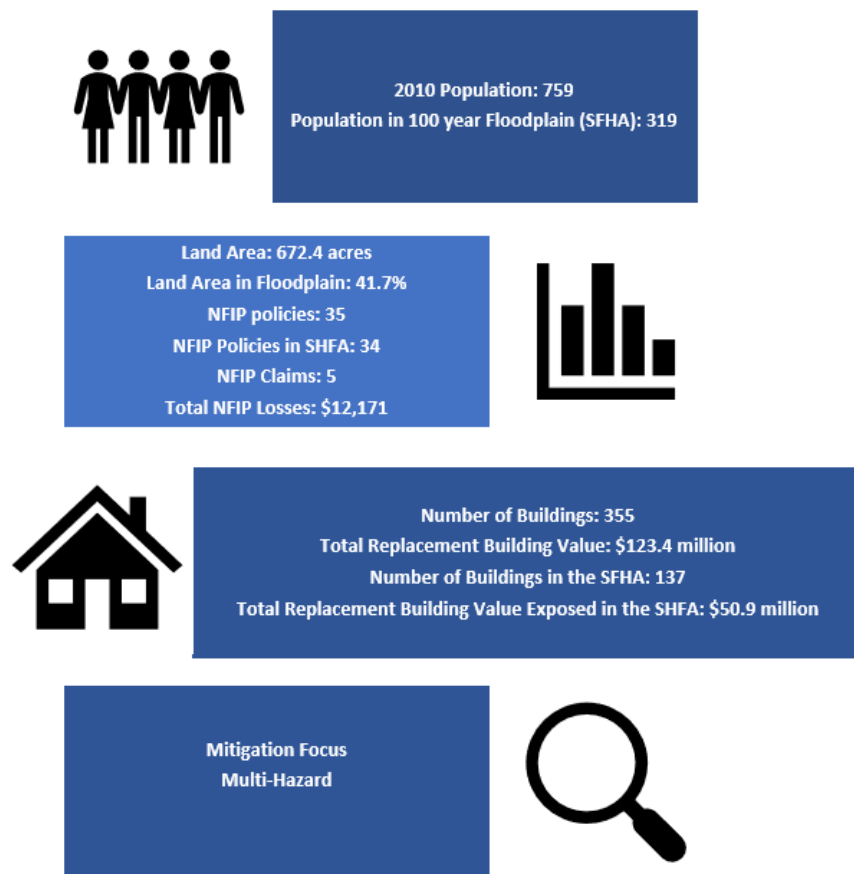 2010 Population: 759
Population in 100 year Floodplain (SFHA): 319
Land Area: 672.4 acres
Land Area in Floodplain: 41.7%
NFIP policies: 35
NFIP Policies in SHFA: 34
NFIP Claims: 5
Total NFIP Losses: $12,171
Number of Buildings: 355
Total Replacement Building Value: $123.4 million
Number of Buildings in the SFHA: 137
Total Replacement Building Value Exposed in the SHFA: $50.9 million
Mitigation Focus
Multi-Hazard